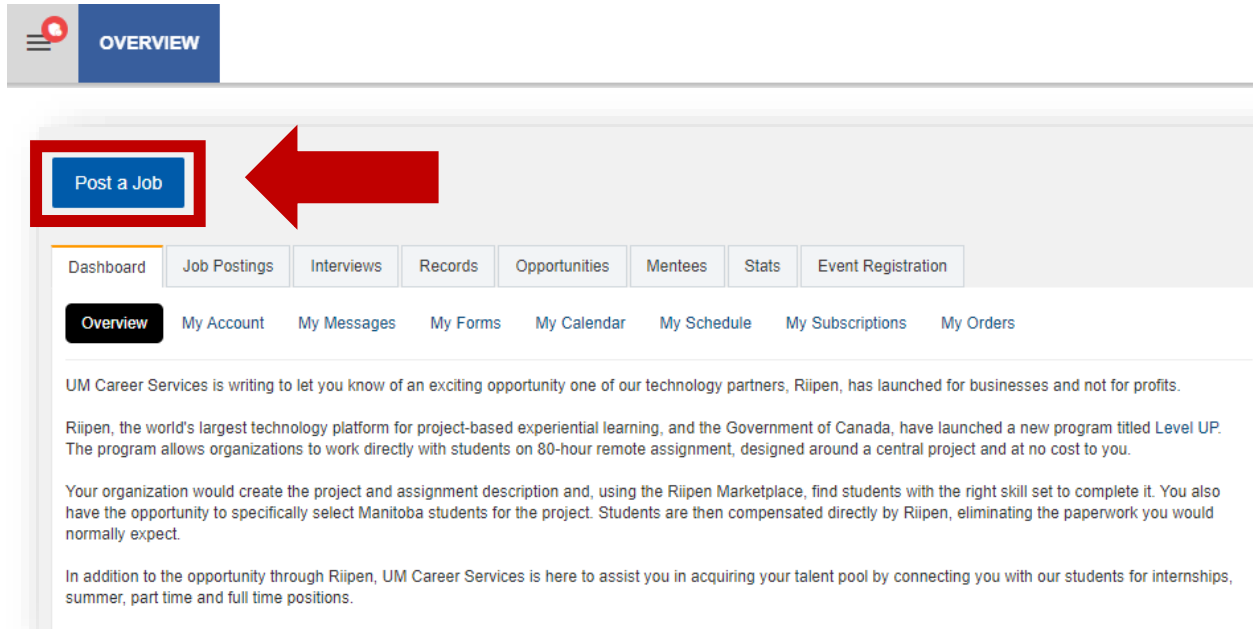 OVERVIEW
Post a Job
Dashboard Job Postings Interviews Records Opportunities Mentees Stats Event Registration
Overview My Account My Messages My Forms My Calendar My Schedule My Subscriptions My Orders
UM Career Services is writing to let you know of an exciting opportunity one of our technology partners, Riipen, has launched for businesses and not for profits.
Riipen, the world's largest technology platform for project-based experiential learning, and the Government of Canada, have launched a new program titled Level UP.
The program allows organizations to work directly with students on 80-hour remote assignment, designed around a central project and at no cost to you.
Your organization would create the project and assignment description and, using the Riipen Marketplace, find students with the right skill set to complete it. You also
have the opportunity to specifically select Manitoba students for the project. Students are then compensated directly by Riipen, eliminating the paperwork you would
normally expect.
In addition to the opportunity through Riipen, UM Career Services is here to assist you in acquiring your talent pool by connecting you with our students for internships,
summer, part time and full time positions.